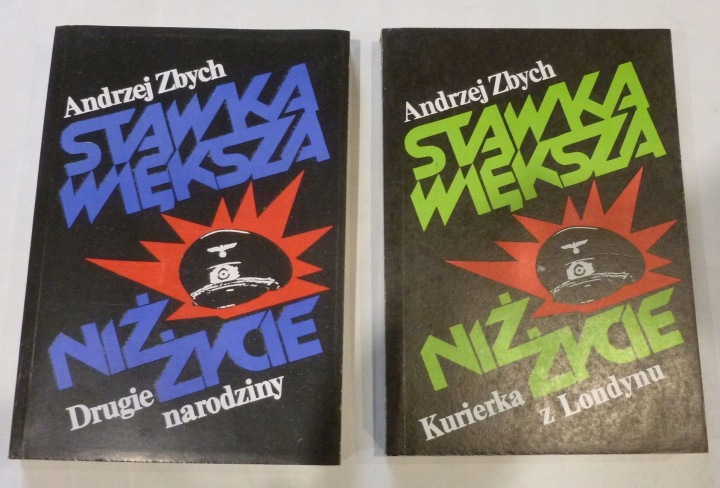 Andrzej Zbych
STAWKA
WIĘKSZA
NIŻ
ŻYCIE
Drugie narodziny
Andrzej Zbych
STAWKA
WIĘKSZA
NIŻ
ŻYCIE
Kurierka z Londynu